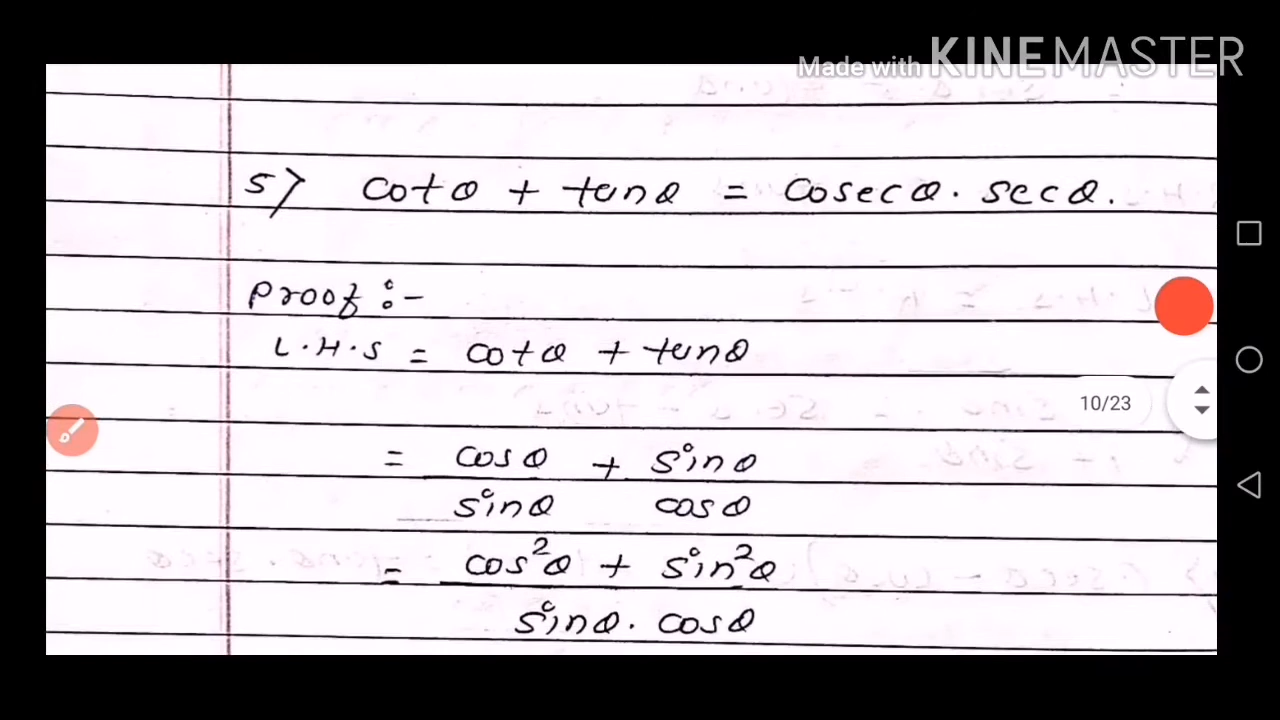 Made with KINEMASTER
5) cotθ + tanθ = cosecθ . secθ.
Proof :-
L.H.S = cotθ + tanθ
10/23
= cosθ + sinθ
sinθ cosθ
= cos²θ + sin²θ
sinθ . cosθ